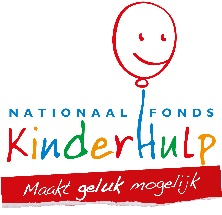 NATIONAAL FONDS
KinderHulp
Maakt geluk mogelijk